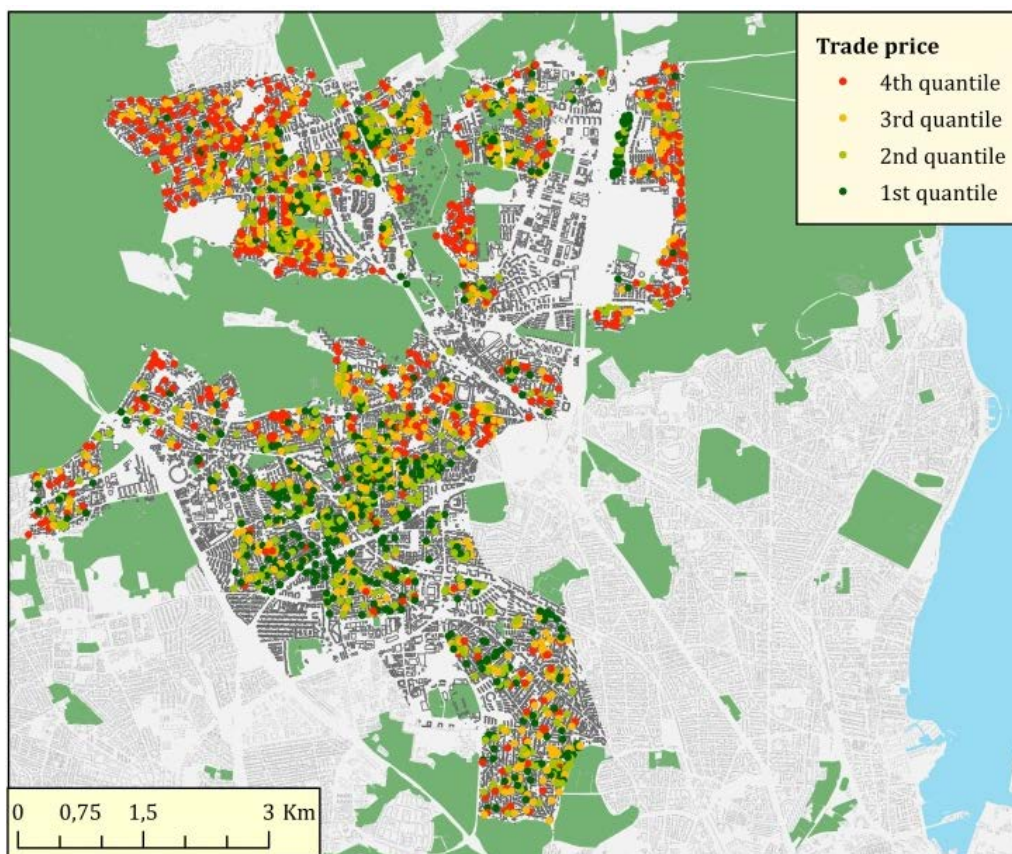 Trade price
4th quantile
3rd quantile
2nd quantile
1st quantile
0 0,75 1,5 3 Km